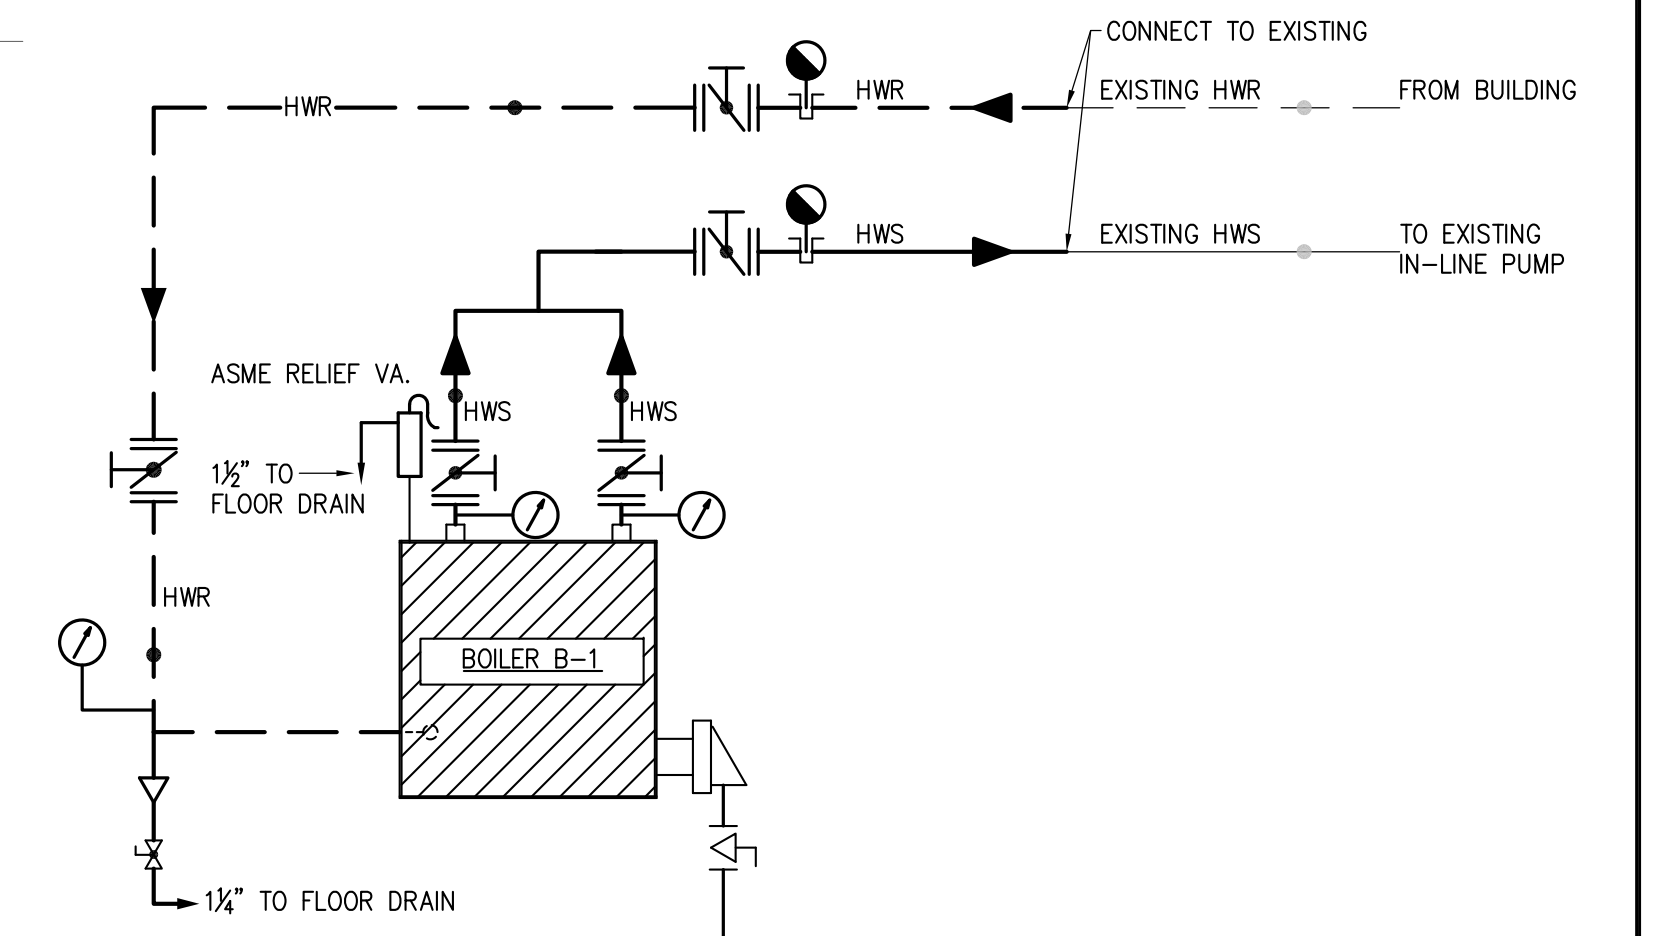 CONNECT TO EXISTING
HWR
HWR
EXISTING HWR
FROM BUILDING
HWS
EXISTING HWS
TO EXISTING
IN-LINE PUMP
ASME RELIEF VA.
HWS
HWS
1½" TO
FLOOR DRAIN
HWR
BOILER B-1
1¼" TO FLOOR DRAIN